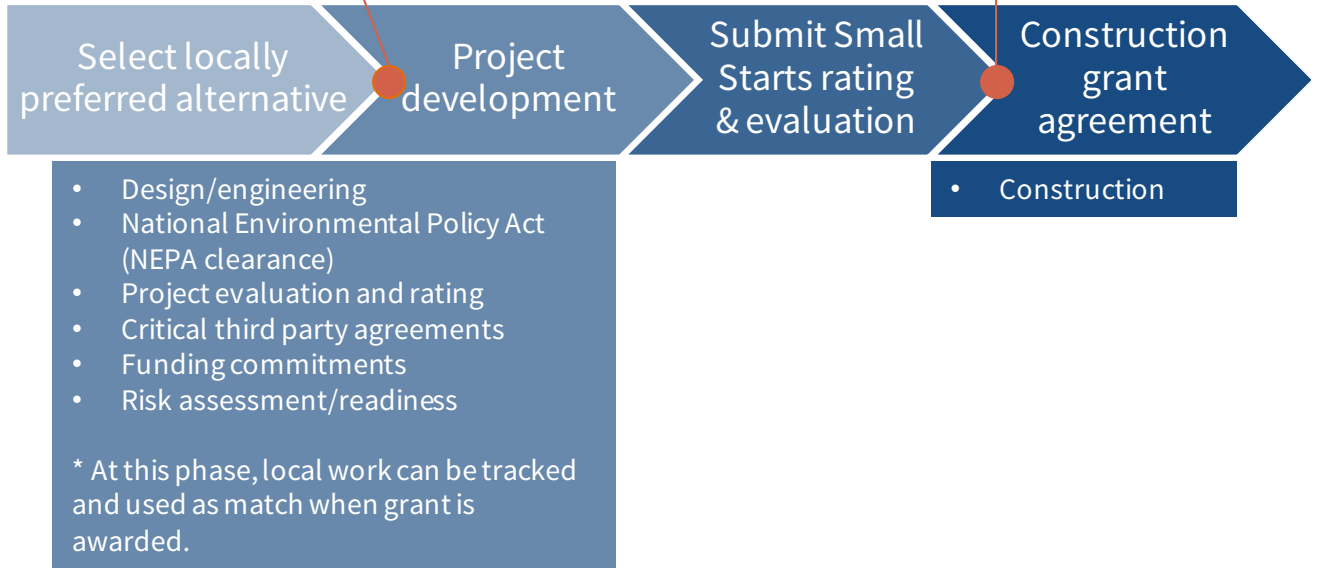 Select locally
preferred alternative
Project
development
Submit Small
Starts rating
& evaluation
Construction
grant
agreement
• Design/engineering
• National Environmental Policy Act
(NEPA clearance)
• Project evaluation and rating
• Critical third party agreements
• Funding commitments
• Risk assessment/readiness
* At this phase, local work can be tracked
and used as match when grant is
awarded.
• Construction